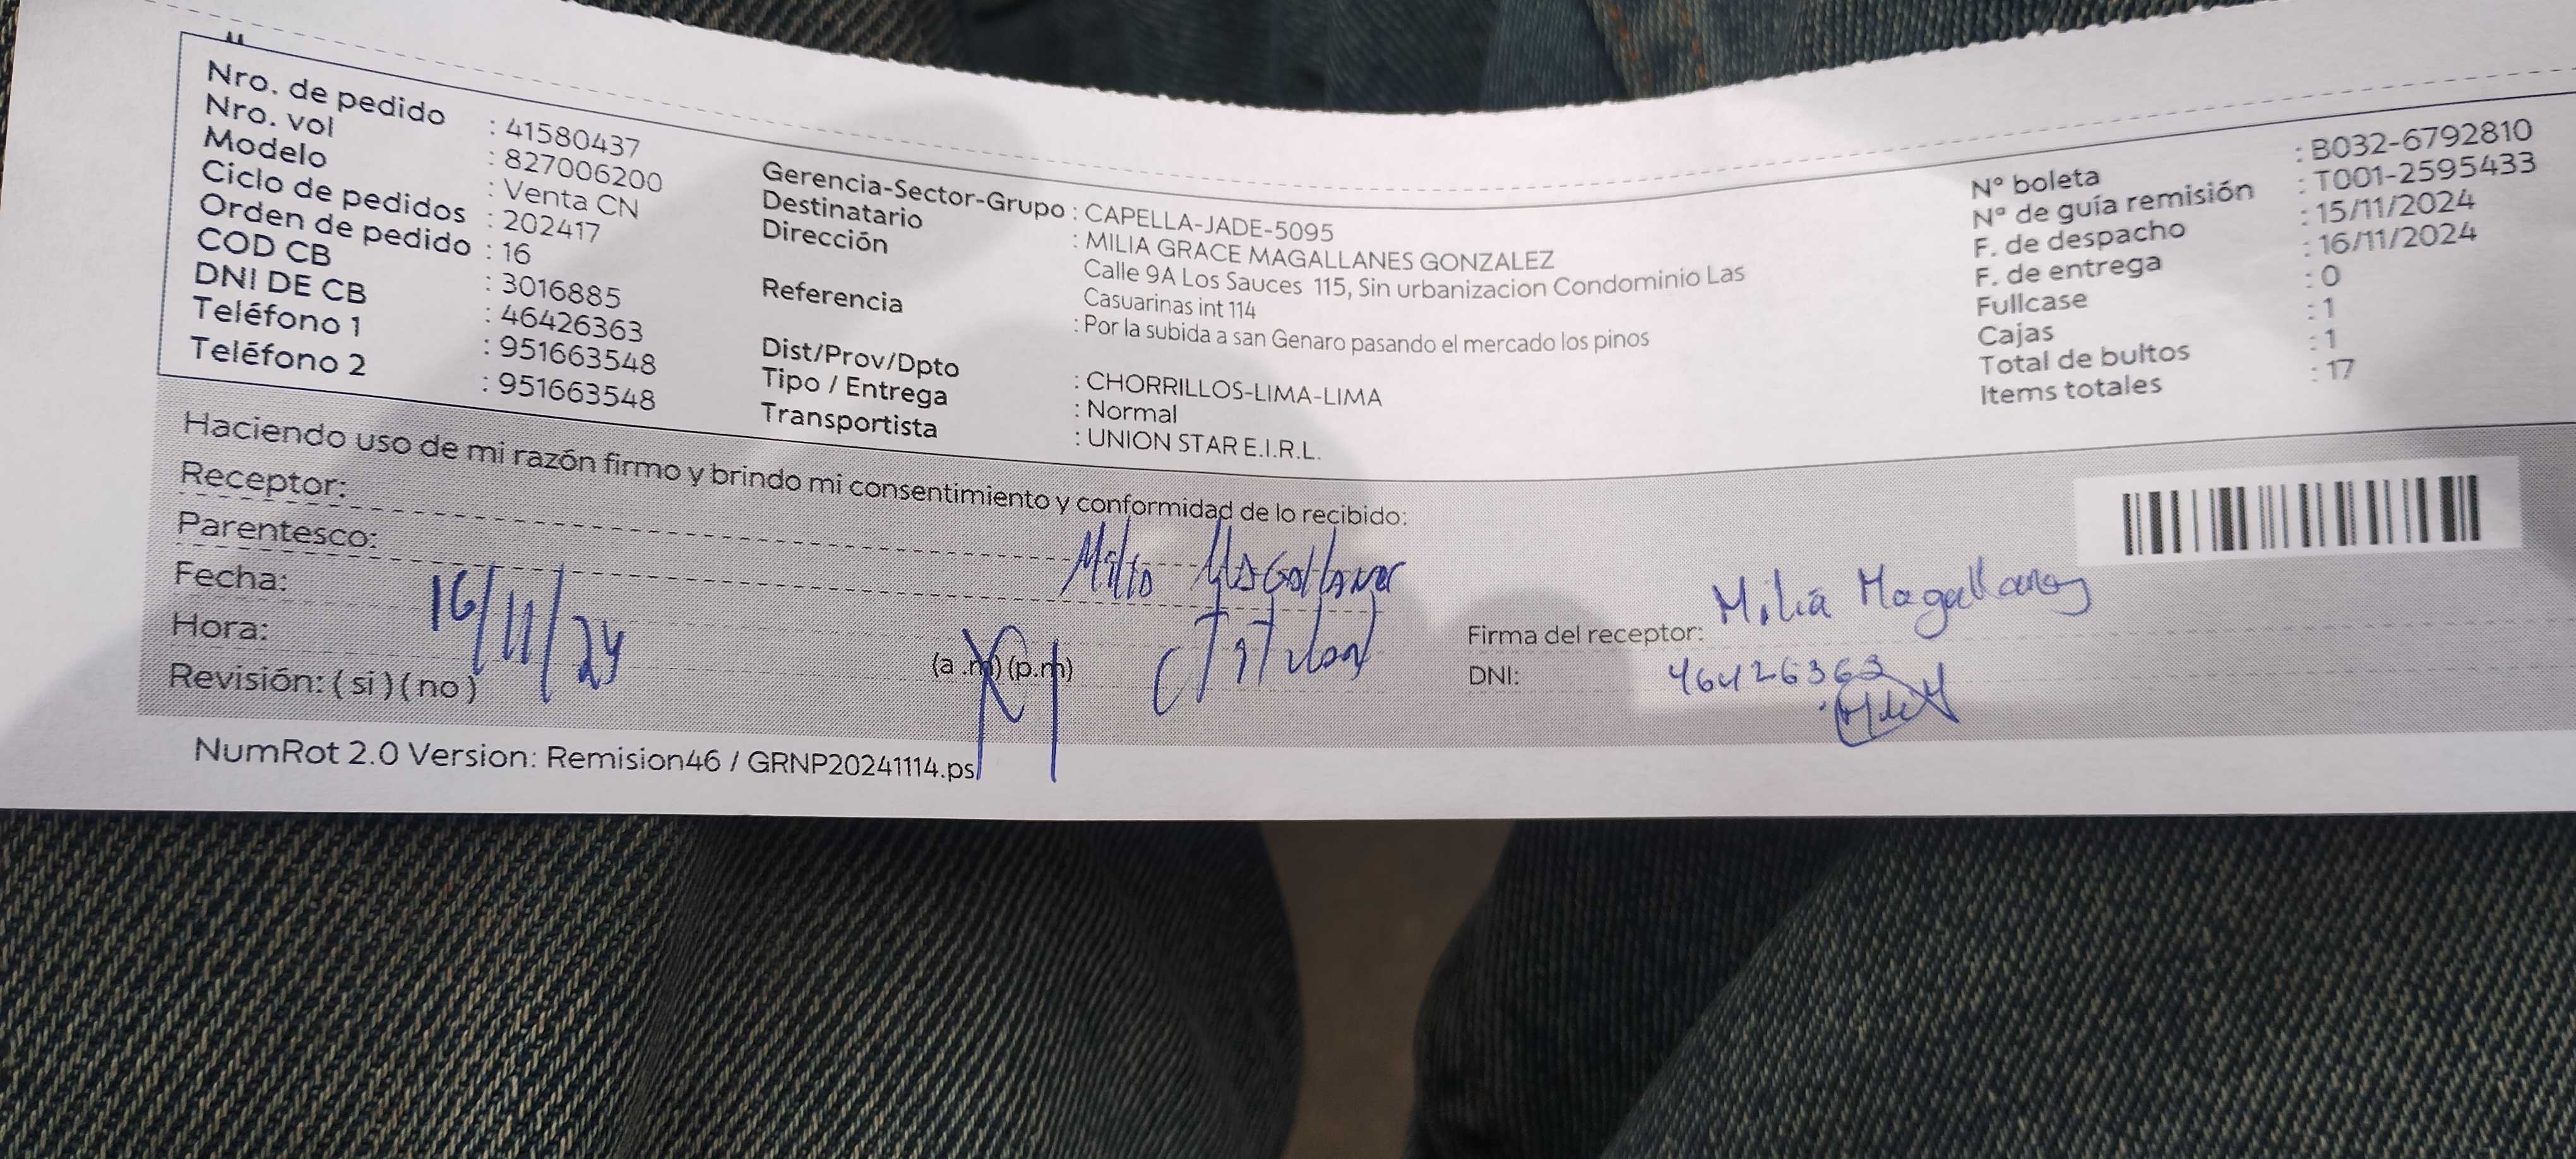 Nro. de pedido : 41580437
Nro. vol : 827006200
Modelo : Venta CN
Ciclo de pedidos : 202417
Orden de pedido : 16
COD CB : 3016885
DNI DE CB : 46426363
Teléfono 1 : 951663548
Teléfono 2 : 951663548
Gerencia-Sector-Grupo : CAPELLA-JADE-5095
Destinatario : MILIA GRACE MAGALLANES GONZALEZ
Dirección Calle 9A Los Sauces 115, Sin urbanizacion Condominio Las
Casuarinas int 114
Referencia : Por la subida a san Genaro pasando el mercado los pinos
Dist/Prov/Dpto : CHORRILLOS-LIMA-LIMA
Tipo / Entrega : Normal
Transportista : UNION STAR E.I.R.L.
N° boleta : B032-6792810
N° de guía remisión : T001-2595433
F. de despacho : 15/11/2024
F. de entrega : 16/11/2024
Fullcase : 0
Cajas : 1
Total de bultos : 1
Items totales : 17
Haciendo uso de mi razón firmo y brindo mi consentimiento y conformidad de lo recibido:
Receptor: Milia Magallanes
Parentesco: Titular
Fecha: 16/11/24
Hora: (a.m) (p.m)
Revisión: ( si ) ( no )
Firma del receptor: Milia Magallanes
DNI: 46426363
NumRot 2.0 Version: Remision46 / GRNP20241114.ps